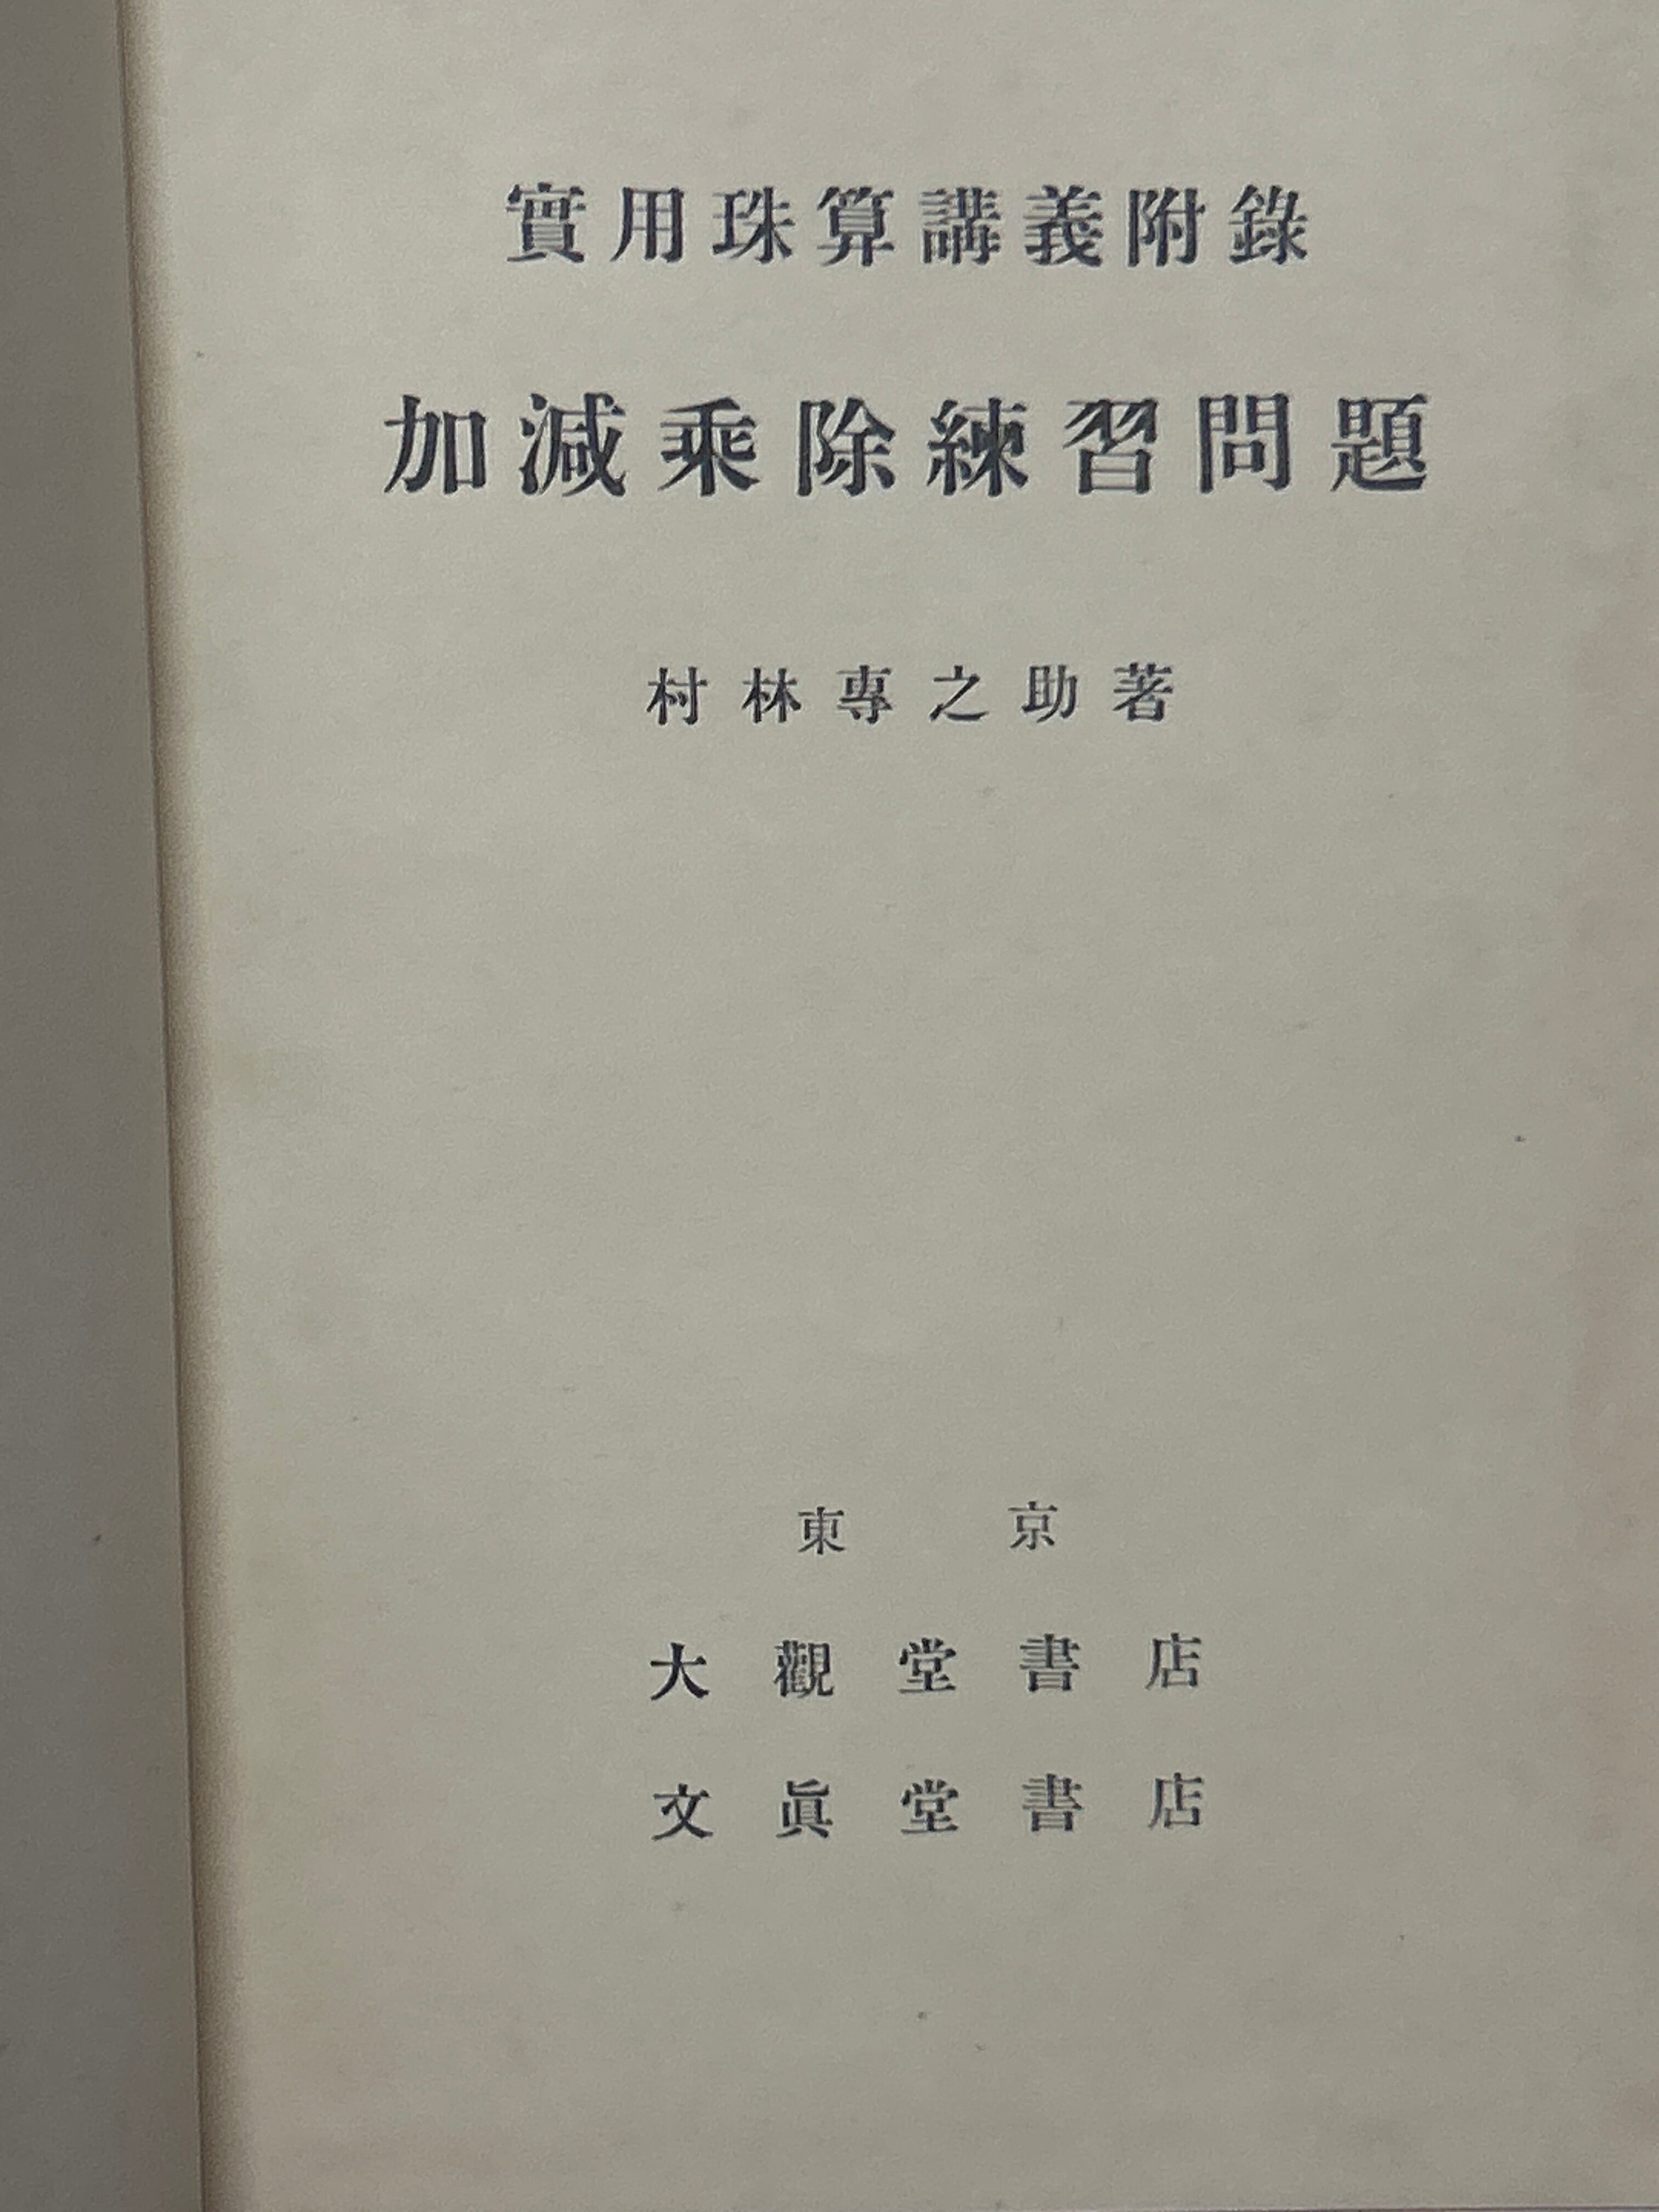 實用珠算講義附錄
加減乘除練習問題
村林專之助著
東京
大觀堂書店
文眞堂書店